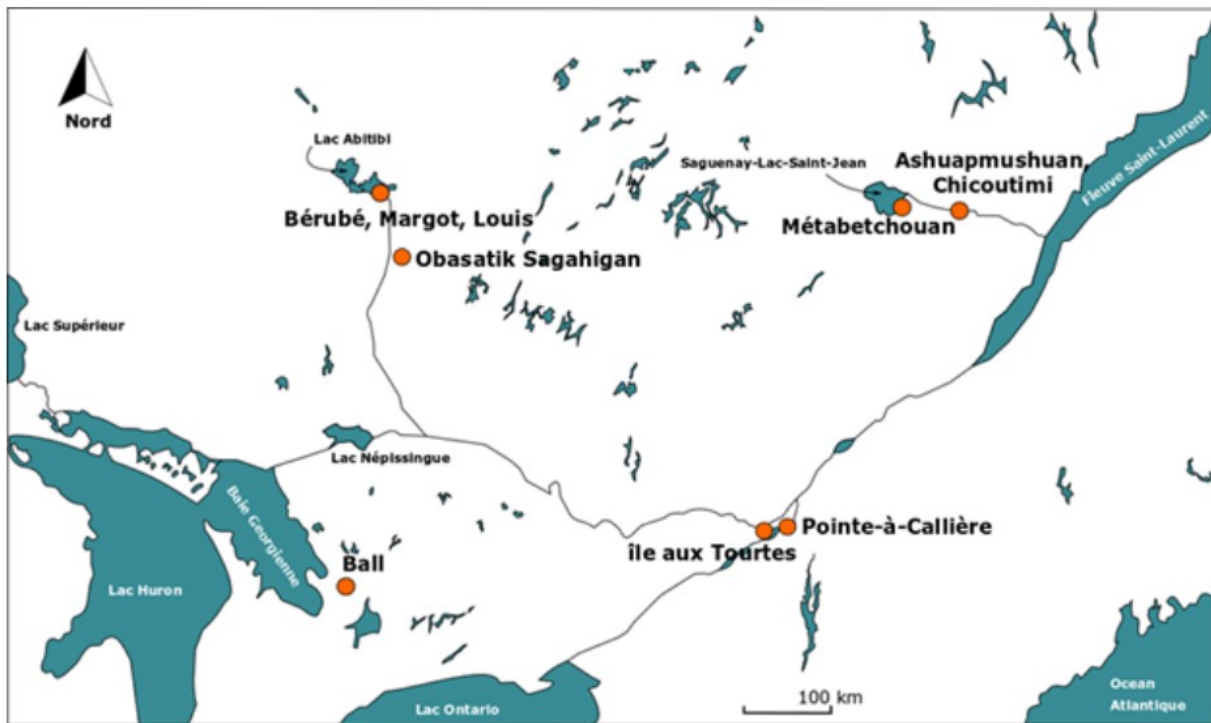 Nord
Lac Abitibi
Saguenay-Lac-Saint-Jean
Ashuapmushuan,
Chicoutimi
Fleuve Saint-Laurent
Bérubé, Margot, Louis
Métabetchouan
Obasatik Sagahigan
Lac Supérieur
Lac Népissingue
Baie Georgienne
Pointe-à-Callière
île aux Tourtes
Ball
Lac Huron
100 km
Lac Ontario
Ocean
Atlantique